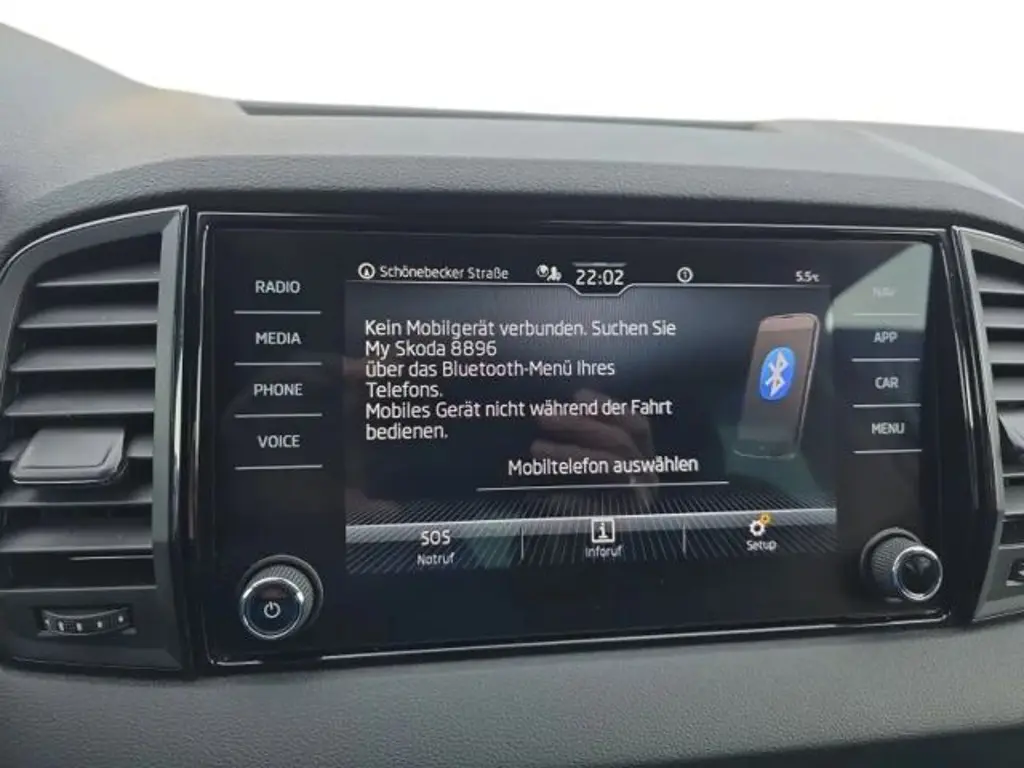 Schönebecker Straße 22:02 1 5.5°C
RADIO
MEDIA
PHONE
VOICE
Kein Mobilgerät verbunden. Suchen Sie
My Skoda 8896
über das Bluetooth-Menü Ihres
Telefons.
Mobiles Gerät nicht während der Fahrt
bedienen.
Mobiltelefon auswählen
SOS
Notruf
i
Inforuf
Setup
NAV
APP
CAR
MENU